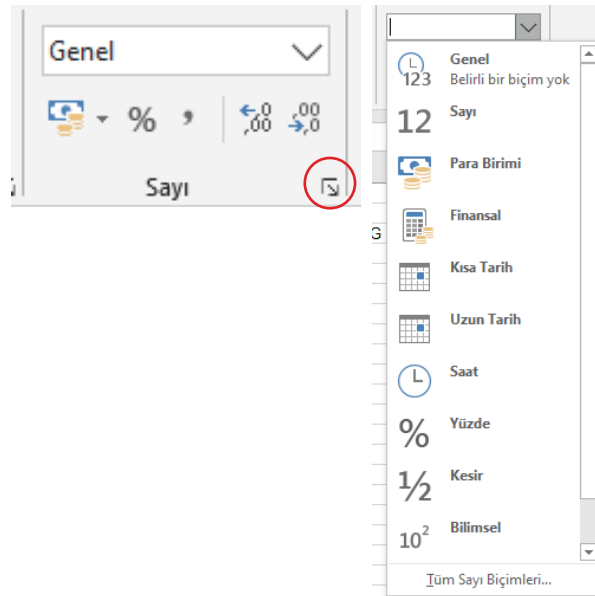 Genel
%
,
,00
,00
,0
Sayı
G
123
Genel
Belirli bir biçim yok
12
Sayı
Para Birimi
Finansal
Kısa Tarih
Uzun Tarih
Saat
%
Yüzde
1/2
Kesir
10²
Bilimsel
Tüm Sayı Biçimleri...